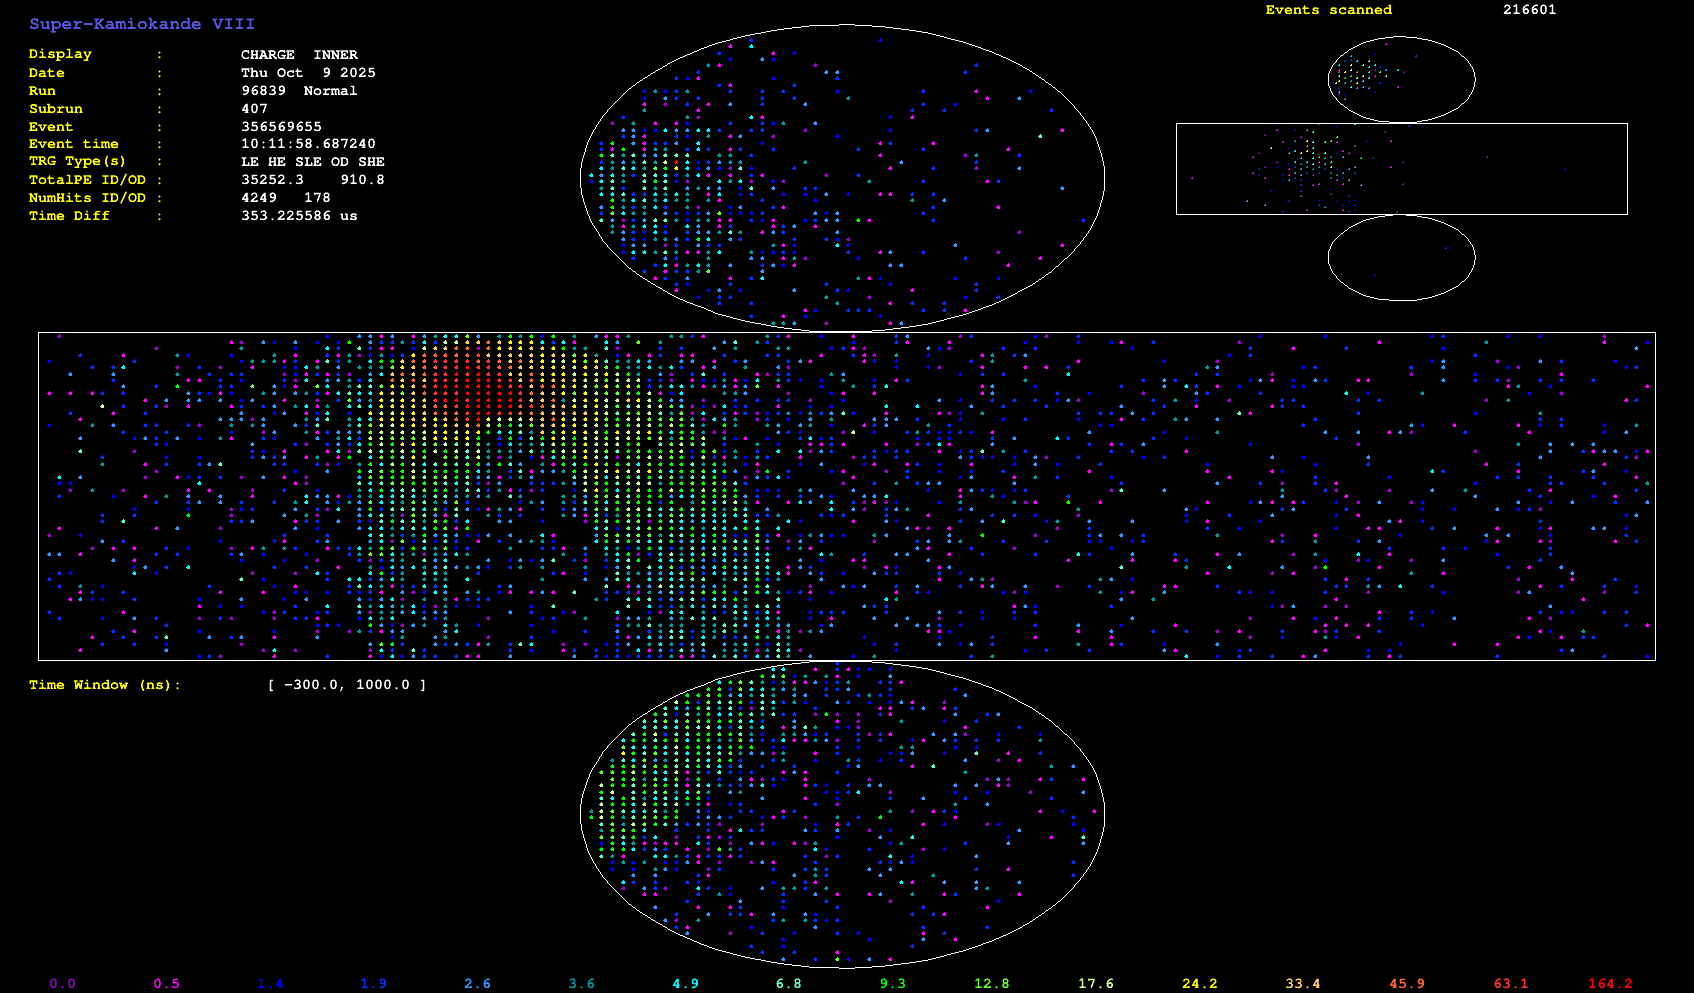 Super-Kamiokande VIII
Events scanned 216601
Display : CHARGE INNER
Date : Thu Oct 9 2025
Run : 96839 Normal
Subrun : 407
Event : 356569655
Event time : 10:11:58.687240
TRG Type(s) : LE HE SLE OD SHE
TotalPE ID/OD : 35252.3 910.8
NumHits ID/OD : 4249 178
Time Diff : 353.225586 us
Time Window (ns): [ -300.0, 1000.0 ]
0.0 0.5 1.4 1.9 2.6 3.6 4.9 6.8 9.3 12.8 17.6 24.2 33.4 45.9 63.1 164.2